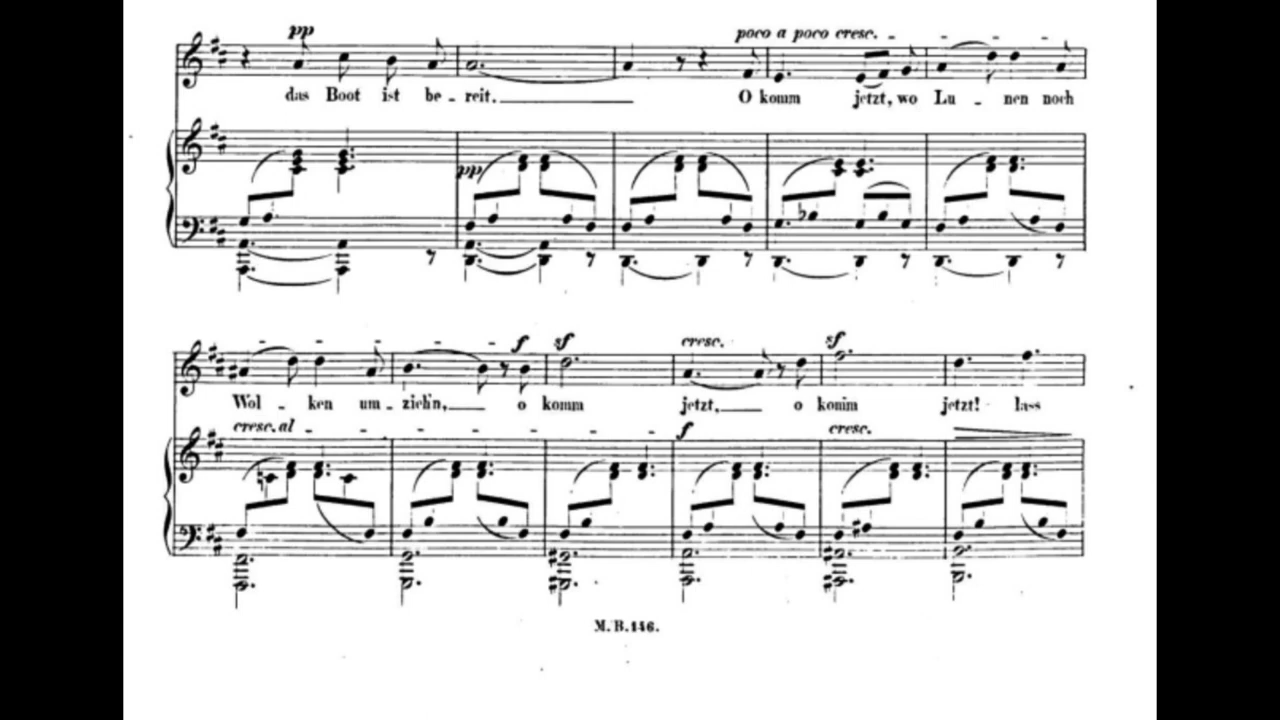 pp
poco a poco cresc. - - - -
das Boot ist be - reit. O komm jetzt, wo Lu - nen noch
pp
f sf cresc. sf
Wol - ken um - zieh'n, o komm jetzt, o komm jetzt! lass
cresc. al f cresc.
M. B. 146.